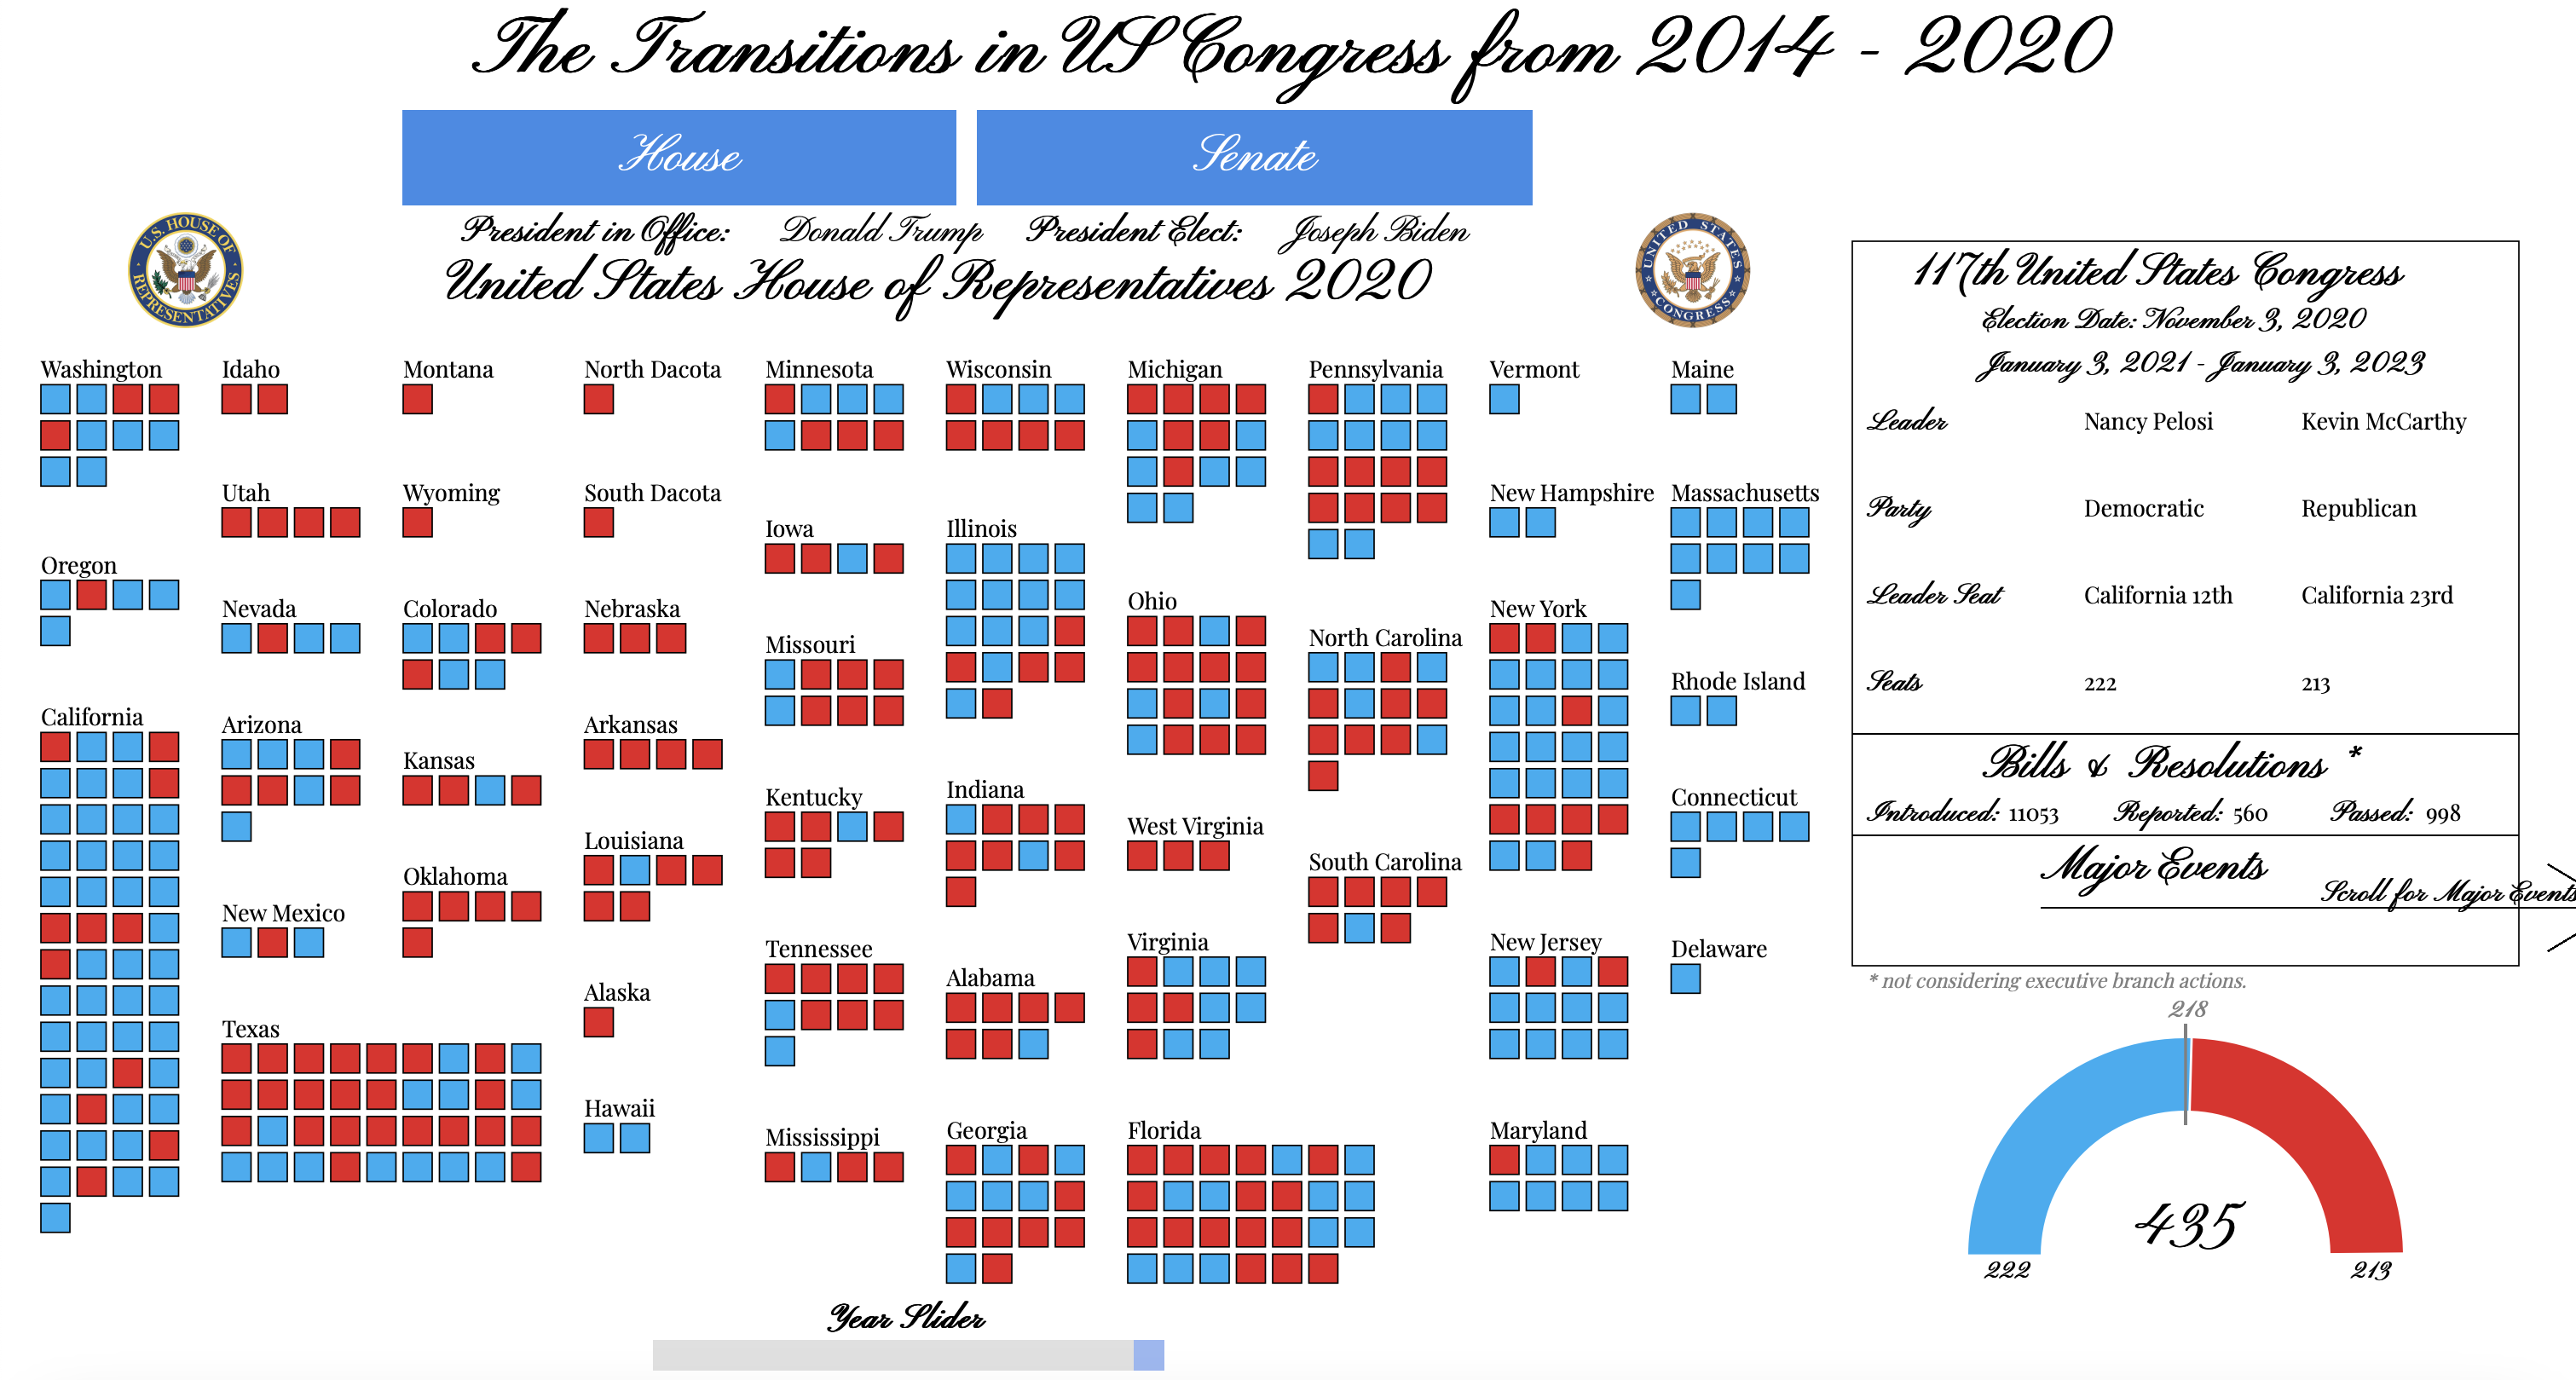 The Transitions in US Congress from 2014 - 2020
House
Senate
President in Office: Donald Trump President Elect: Joseph Biden
United States House of Representatives 2020
U.S. HOUSE OF REPRESENTATIVES
UNITED STATES CONGRESS
Washington Idaho Montana North Dacota Minnesota Wisconsin Michigan Pennsylvania Vermont Maine
Utah Wyoming South Dacota New Hampshire Massachusetts
Iowa Illinois
Oregon
Nevada Colorado Nebraska Ohio New York
Missouri North Carolina
Rhode Island
California Arizona Arkansas
Kansas
Kentucky Indiana Connecticut
Louisiana West Virginia
Oklahoma South Carolina
New Mexico
Tennessee Virginia New Jersey Delaware
Alaska Alabama
Texas
Hawaii
Mississippi Georgia Florida Maryland
Year Slider
117th United States Congress
Election Date: November 3, 2020
January 3, 2021 - January 3, 2023
Leader Nancy Pelosi Kevin McCarthy
Party Democratic Republican
Leader Seat California 12th California 23rd
Seats 222 213
Bills & Resolutions *
Introduced: 11053 Reported: 560 Passed: 998
Major Events
Scroll for Major Events
* not considering executive branch actions.
218
435
222 213